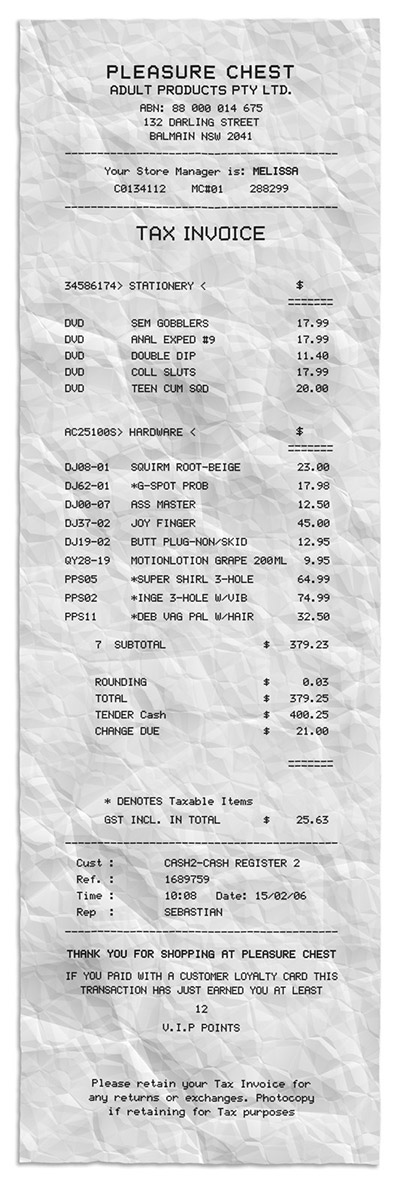 PLEASURE CHEST
ADULT PRODUCTS PTY LTD.
ABN: 88 000 014 675
132 DARLING STREET
BALMAIN NSW 2041
Your Store Manager is: MELISSA
C0134112 MC#01 288299
TAX INVOICE
34586174> STATIONERY < $
=======
DVD SEM GOBBLERS 17.99
DVD ANAL EXPED #9 17.99
DVD DOUBLE DIP 11.40
DVD COLL SLUTS 17.99
DVD TEEN CUM SQD 20.00
AC25100S> HARDWARE < $
=======
DJ08-01 SQUIRM ROOT-BEIGE 23.00
DJ62-01 *G-SPOT PROB 17.98
DJ00-07 ASS MASTER 12.50
DJ37-02 JOY FINGER 45.00
DJ19-02 BUTT PLUG-NON/SKID 12.95
QY28-19 MOTIONLOTION GRAPE 200ML 9.95
PPS05 *SUPER SHIRL 3-HOLE 64.99
PPS02 *INGE 3-HOLE W/VIB 74.99
PPS11 *DEB VAG PAL W/HAIR 32.50
7 SUBTOTAL $ 379.23
ROUNDING $ 0.03
TOTAL $ 379.25
TENDER Cash $ 400.25
CHANGE DUE $ 21.00
=======
* DENOTES Taxable Items
GST INCL. IN TOTAL $ 25.63
Cust : CASH2-CASH REGISTER 2
Ref. : 1689759
Time : 10:08 Date: 15/02/06
Rep : SEBASTIAN
THANK YOU FOR SHOPPING AT PLEASURE CHEST
IF YOU PAID WITH A CUSTOMER LOYALTY CARD THIS
TRANSACTION HAS JUST EARNED YOU AT LEAST
12
V.I.P POINTS
Please retain your Tax Invoice for
any returns or exchanges. Photocopy
if retaining for Tax purposes